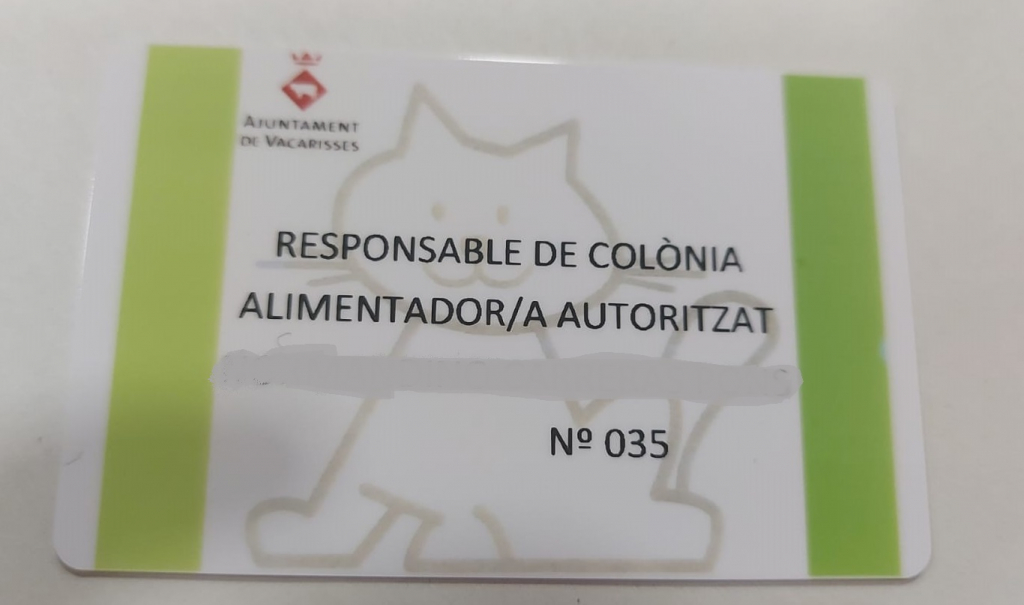 AJUNTAMENT
DE VACARISSES
RESPONSABLE DE COLÒNIA
ALIMENTADOR/A AUTORITZAT
Nº 035